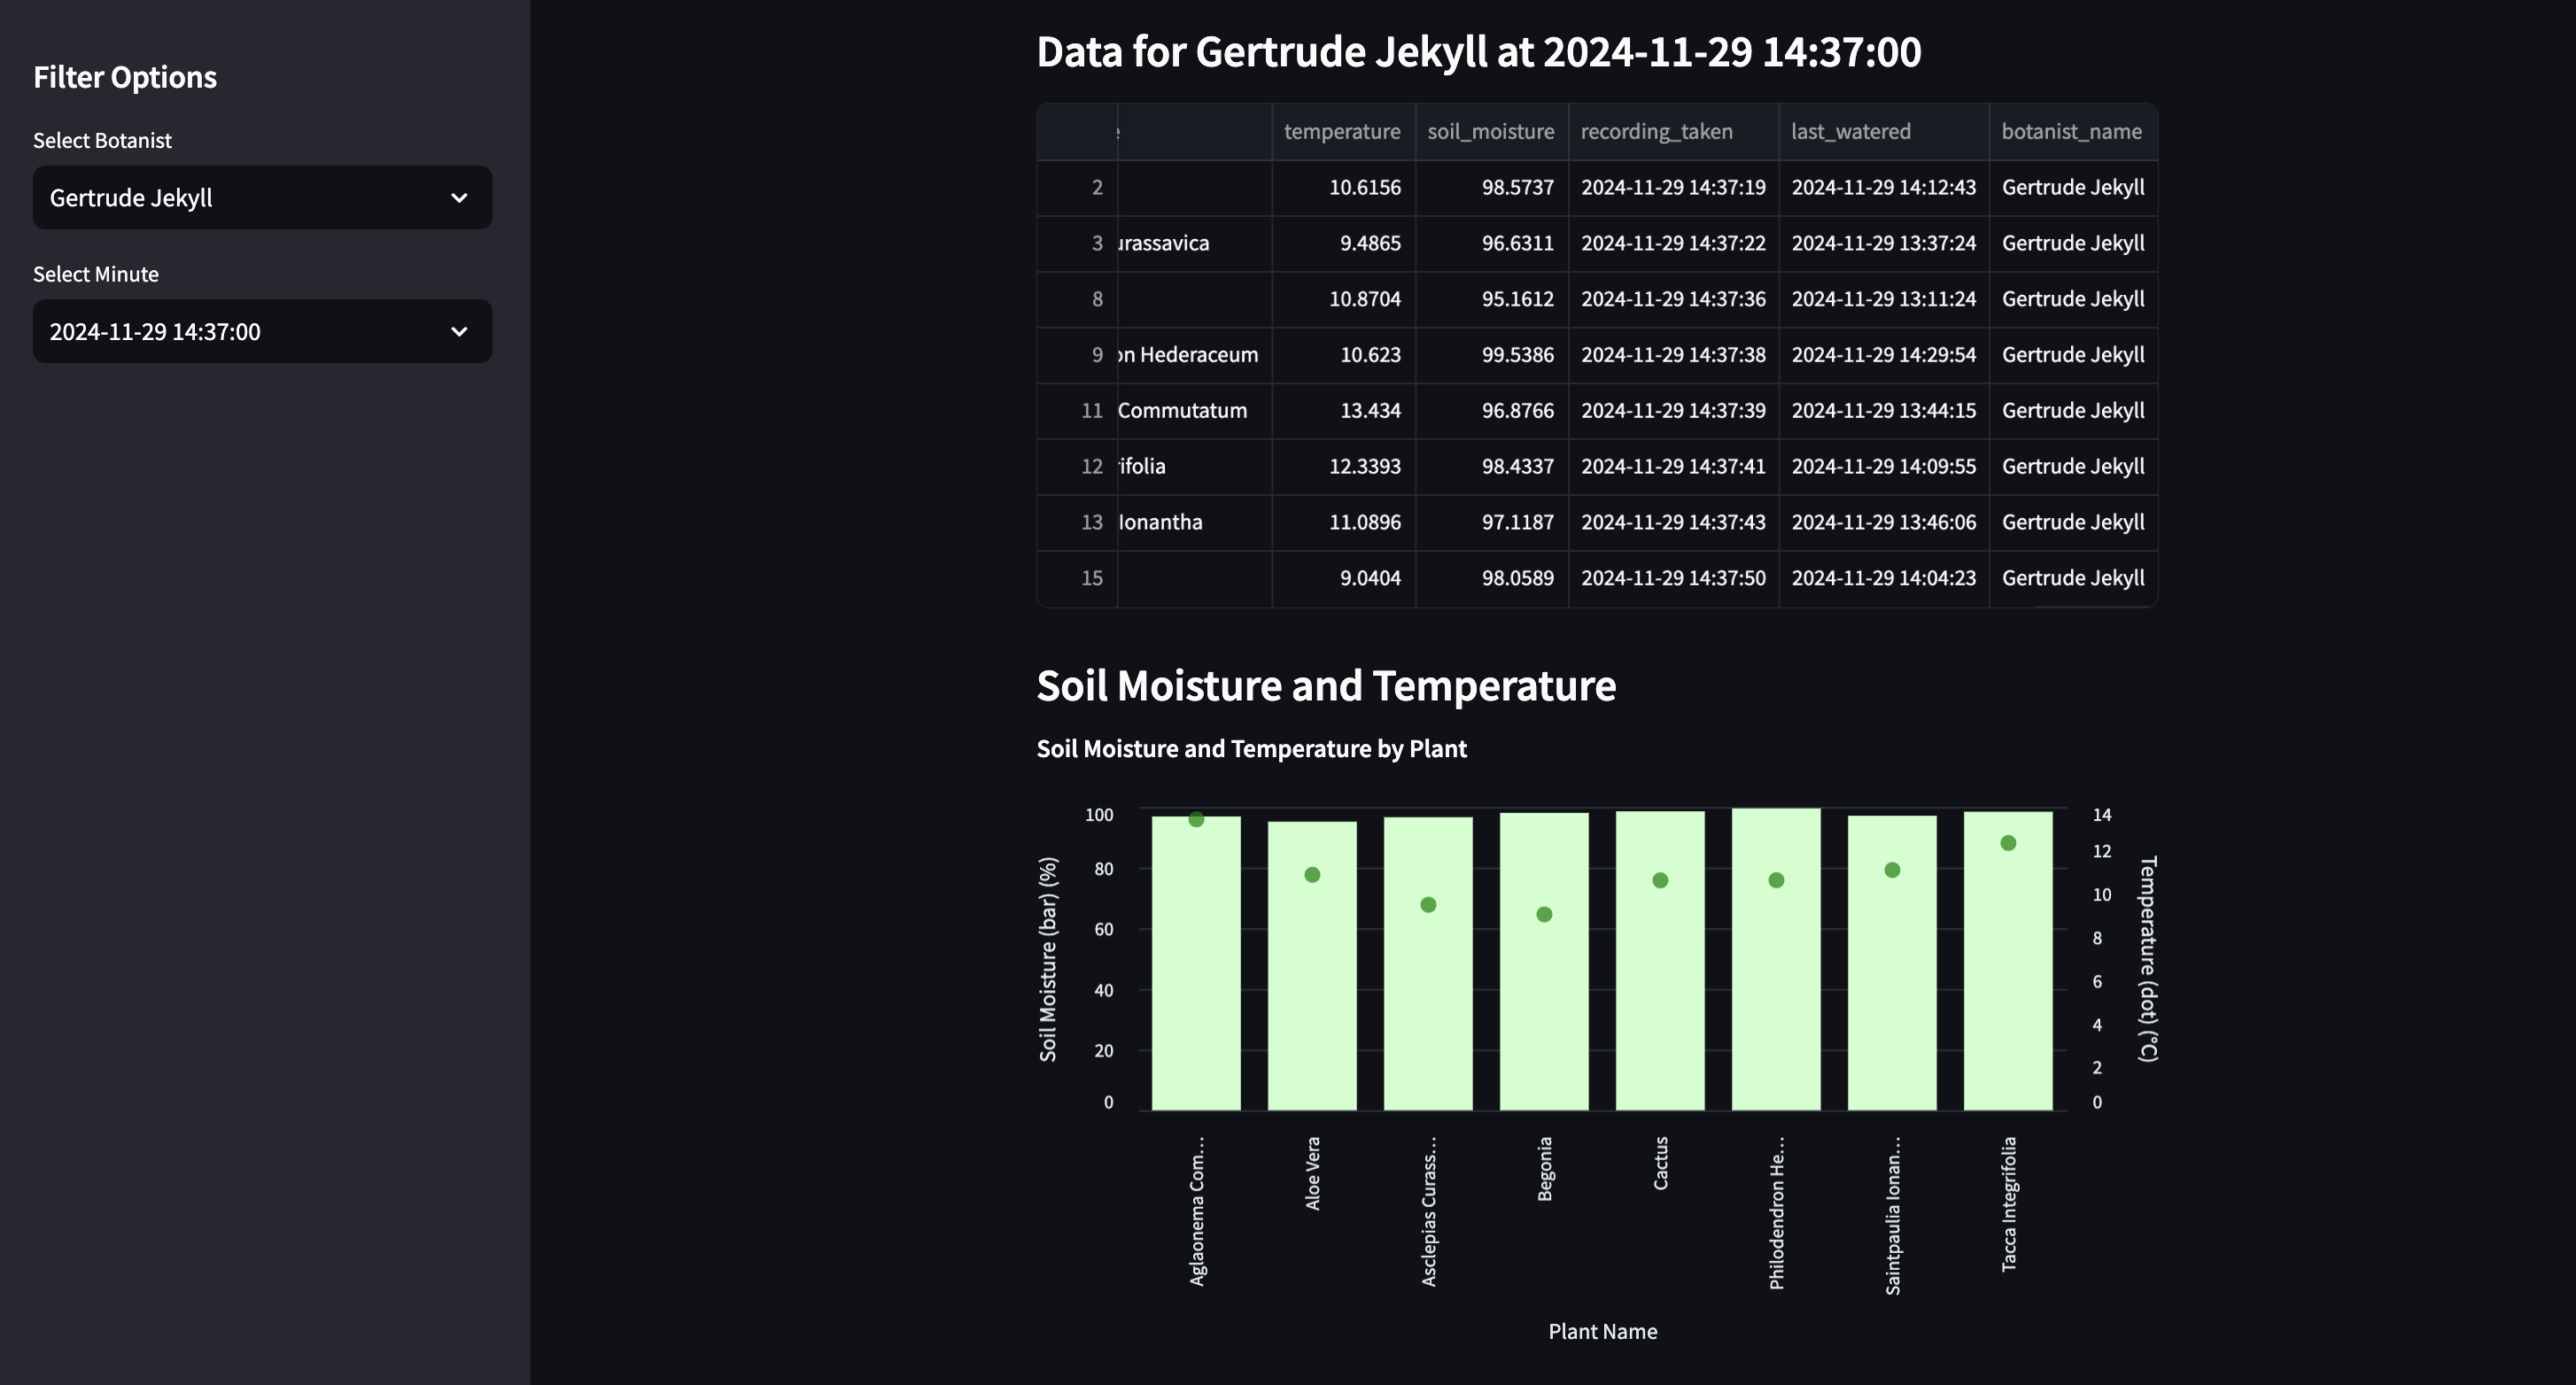 Filter Options
Select Botanist
Gertrude Jekyll
Select Minute
2024-11-29 14:37:00
Data for Gertrude Jekyll at 2024-11-29 14:37:00
temperature soil_moisture recording_taken last_watered botanist_name
2 10.6156 98.5737 2024-11-29 14:37:19 2024-11-29 14:12:43 Gertrude Jekyll
3 urassavica 9.4865 96.6311 2024-11-29 14:37:22 2024-11-29 13:37:24 Gertrude Jekyll
8 10.8704 95.1612 2024-11-29 14:37:36 2024-11-29 13:11:24 Gertrude Jekyll
9 on Hederaceum 10.623 99.5386 2024-11-29 14:37:38 2024-11-29 14:29:54 Gertrude Jekyll
11 Commutatum 13.434 96.8766 2024-11-29 14:37:39 2024-11-29 13:44:15 Gertrude Jekyll
12 rifolia 12.3393 98.4337 2024-11-29 14:37:41 2024-11-29 14:09:55 Gertrude Jekyll
13 Ionantha 11.0896 97.1187 2024-11-29 14:37:43 2024-11-29 13:46:06 Gertrude Jekyll
15 9.0404 98.0589 2024-11-29 14:37:50 2024-11-29 14:04:23 Gertrude Jekyll
Soil Moisture and Temperature
Soil Moisture and Temperature by Plant
Soil Moisture (bar) (%)
100
80
60
40
20
0
14
12
10
8
6
4
2
0
Temperature (dot) (°C)
Aglaonema Com…
Aloe Vera
Asclepias Curass…
Begonia
Cactus
Philodendron He…
Saintpaulia Ionan…
Tacca Integrifolia
Plant Name